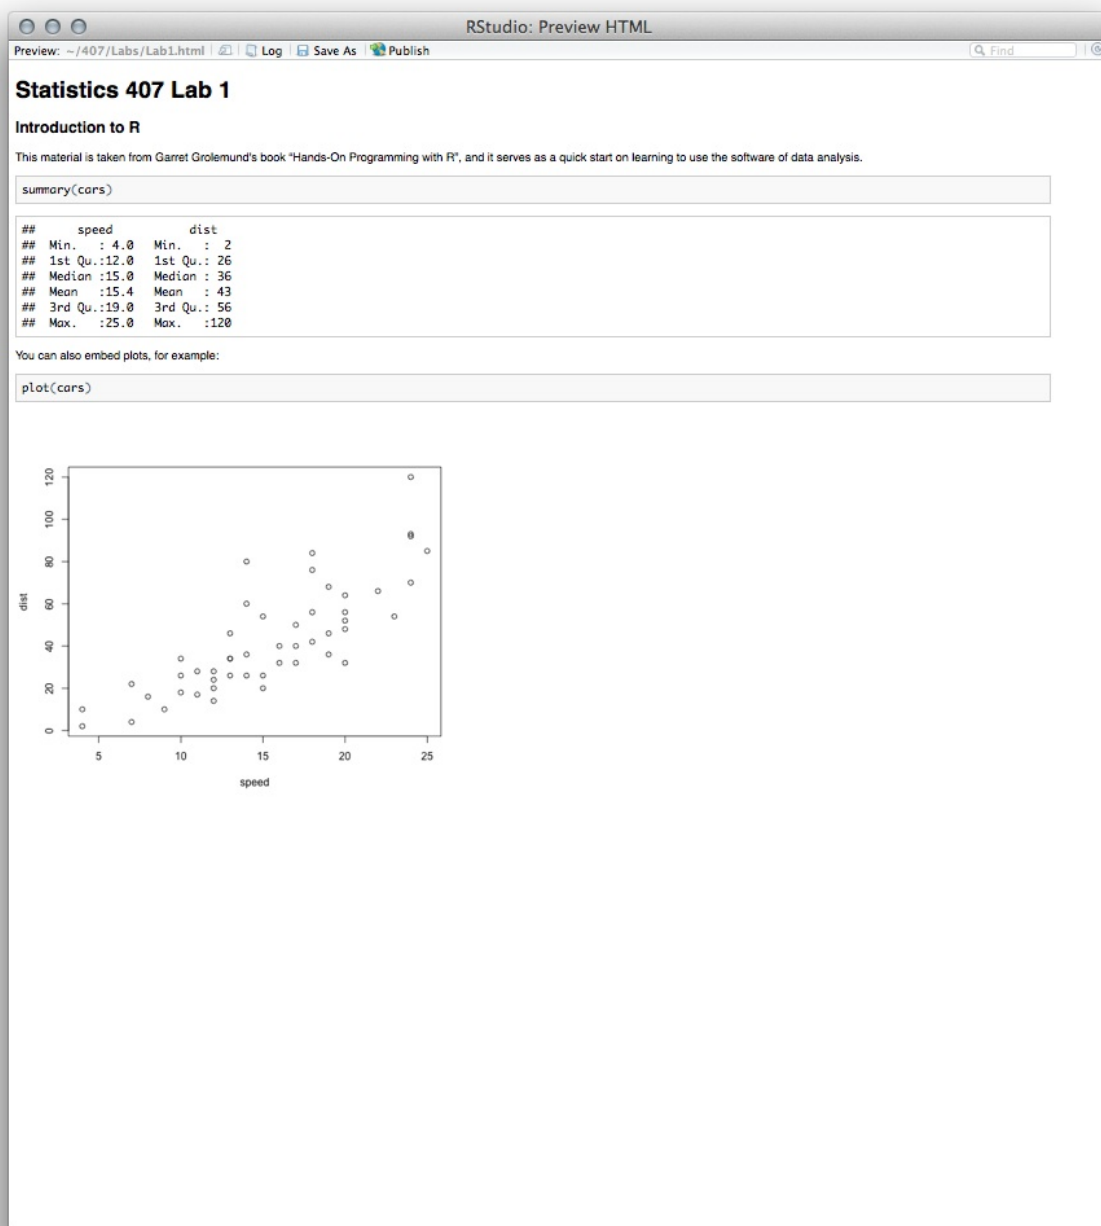 RStudio: Preview HTML
Preview: ~/407/Labs/Lab1.html Log Save As Publish Find
Statistics 407 Lab 1
Introduction to R
This material is taken from Garret Grolemund's book "Hands-On Programming with R", and it serves as a quick start on learning to use the software of data analysis.
summary(cars)
##      speed           dist
##  Min.   : 4.0   Min.   :  2
##  1st Qu.:12.0   1st Qu.: 26
##  Median :15.0   Median : 36
##  Mean   :15.4   Mean   : 43
##  3rd Qu.:19.0   3rd Qu.: 56
##  Max.   :25.0   Max.   :120
You can also embed plots, for example:
plot(cars)
120
100
80
60
40
20
0
dist
5 10 15 20 25
speed